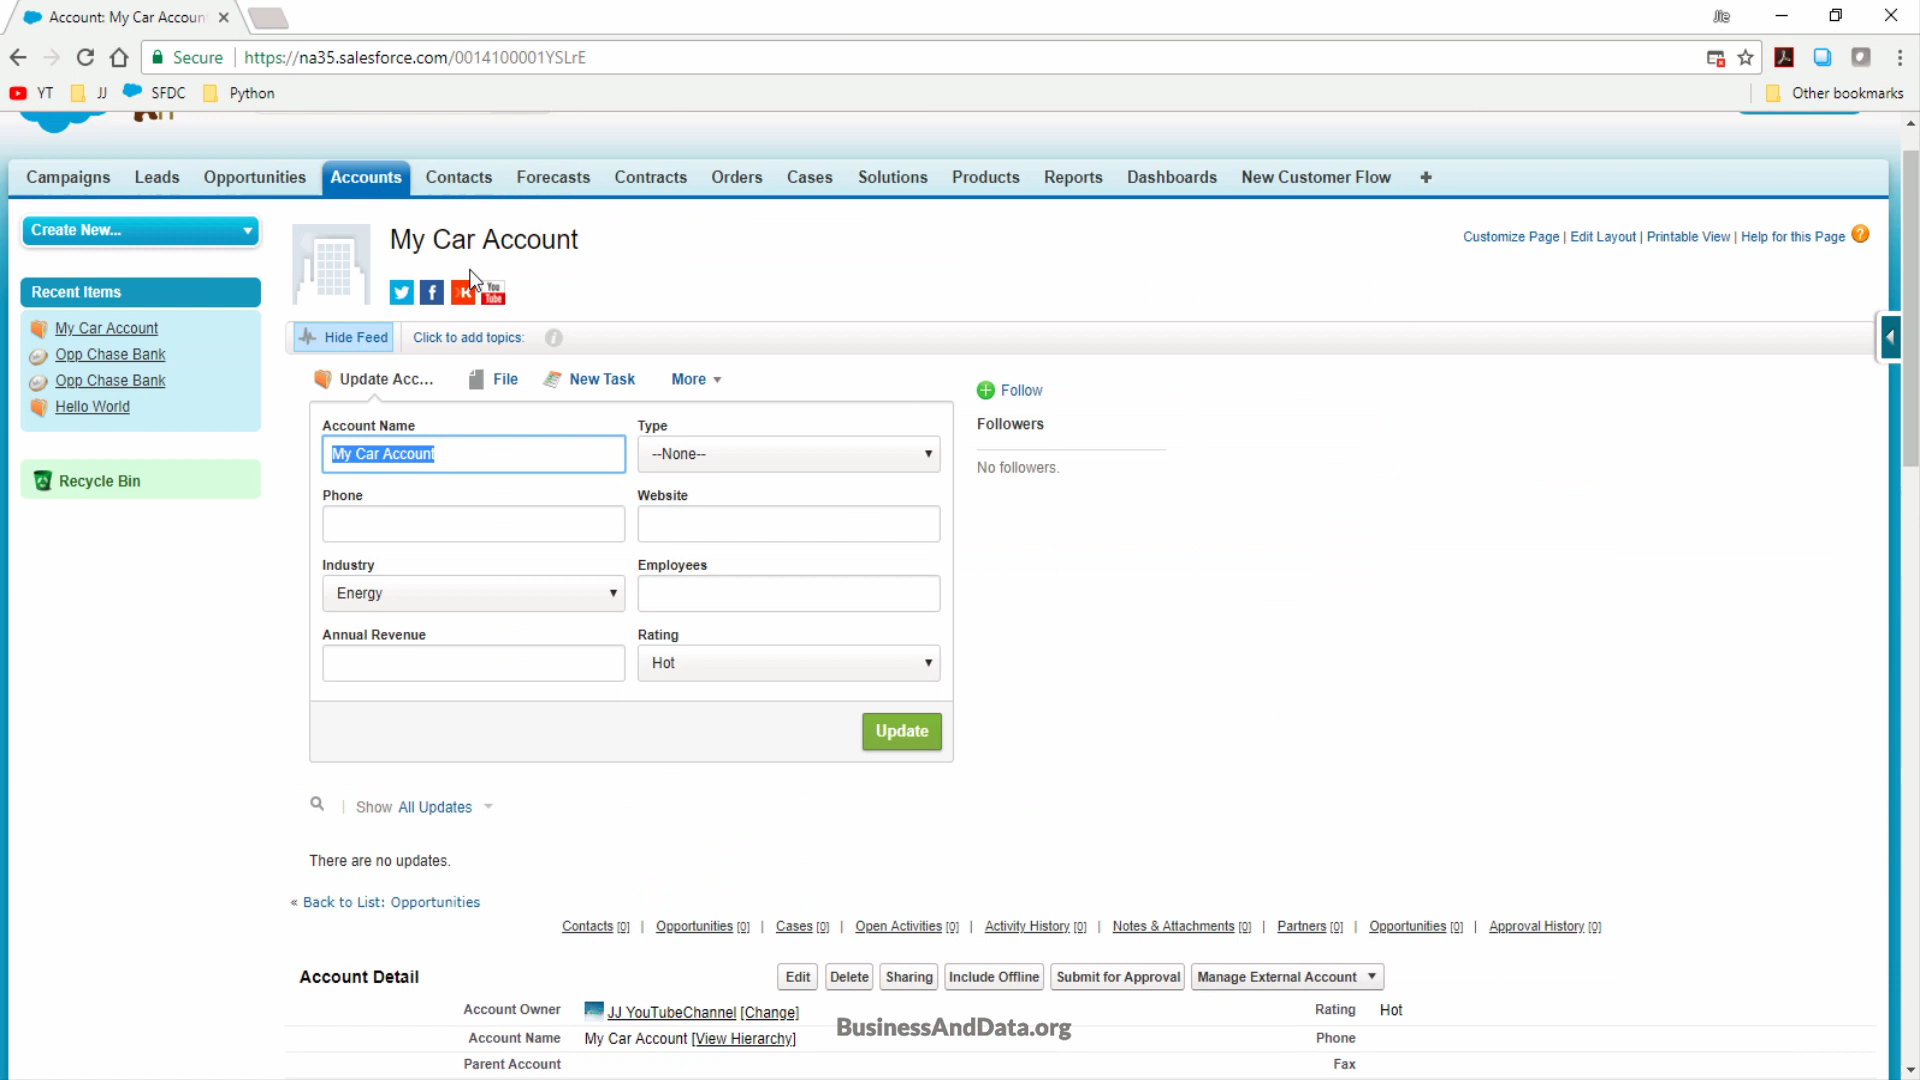 Account: My Car Accoun
Jie
Secure https://na35.salesforce.com/0014100001YSLrE
YT JJ SFDC Python Other bookmarks
Campaigns Leads Opportunities Accounts Contacts Forecasts Contracts Orders Cases Solutions Products Reports Dashboards New Customer Flow +
Create New...
My Car Account
Customize Page | Edit Layout | Printable View | Help for this Page ?
Recent Items
You Tube
My Car Account
Opp Chase Bank
Opp Chase Bank
Hello World
Recycle Bin
Hide Feed Click to add topics: i
Update Acc... File New Task More
Follow
Followers
No followers.
Account Name Type
My Car Account --None--
Phone Website
Industry Employees
Energy
Annual Revenue Rating
Hot
Update
Show All Updates
There are no updates.
« Back to List: Opportunities
Contacts [0] | Opportunities [0] | Cases [0] | Open Activities [0] | Activity History [0] | Notes & Attachments [0] | Partners [0] | Opportunities [0] | Approval History [0]
Account Detail Edit Delete Sharing Include Offline Submit for Approval Manage External Account
Account Owner JJ YouTubeChannel [Change] Rating Hot
BusinessAndData.org
Account Name My Car Account [View Hierarchy] Phone
Parent Account Fax